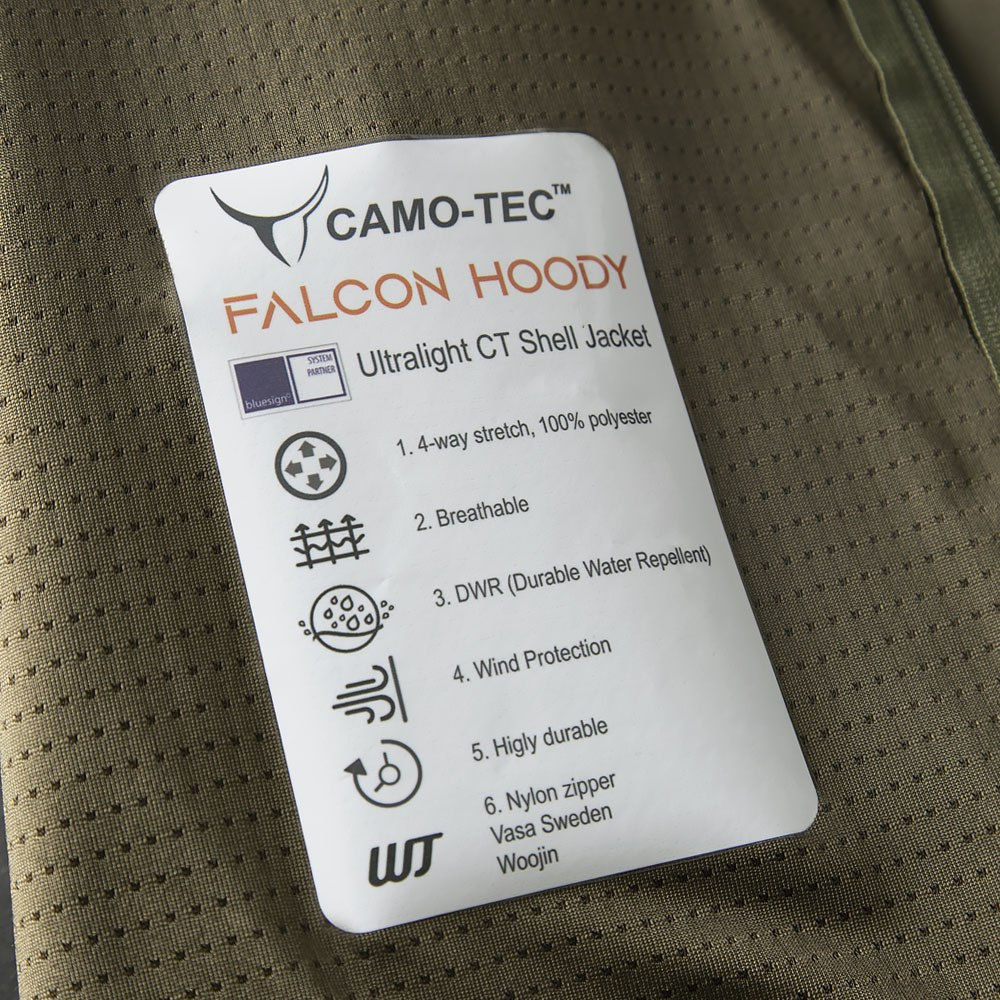 CAMO-TEC™
FALCON HOODY
SYSTEM
PARTNER
bluesign®
Ultralight CT Shell Jacket
1. 4-way stretch, 100% polyester
2. Breathable
3. DWR (Durable Water Repellent)
4. Wind Protection
5. Higly durable
6. Nylon zipper
Vasa Sweden
Woojin
WJ